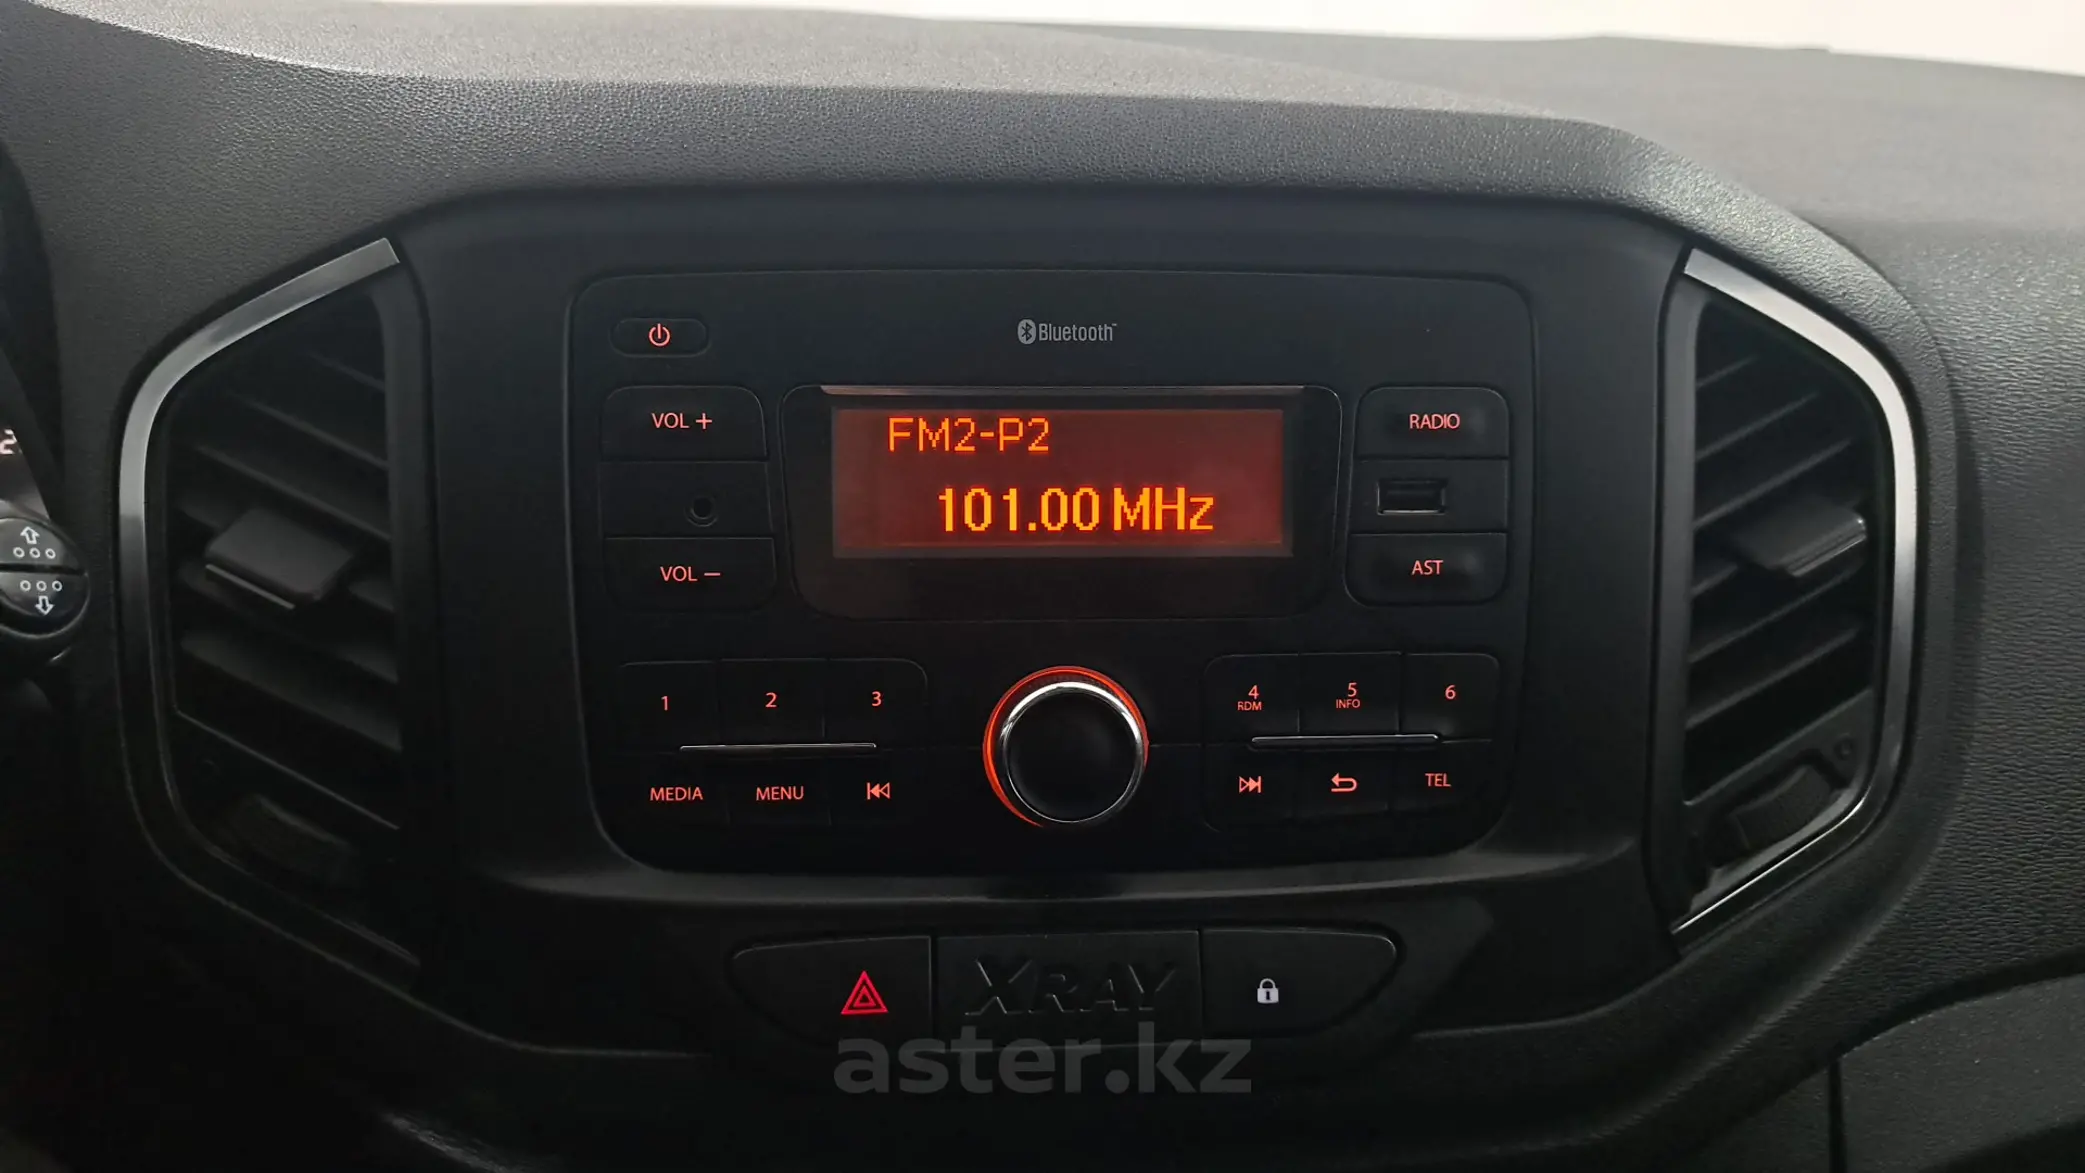 Bluetooth
VOL +
FM2-P2
RADIO
101.00 MHz
VOL –
AST
1
2
3
4
RDM
5
INFO
6
MEDIA
MENU
TEL
XRAY
aster.kz